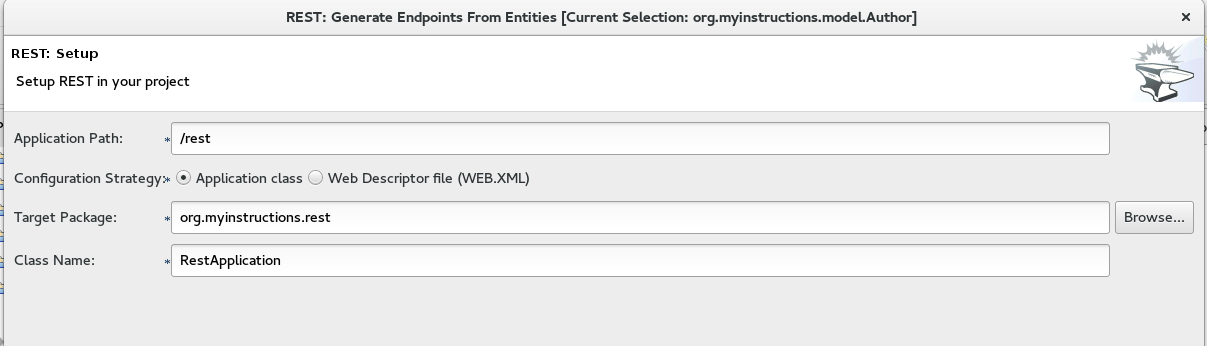 REST: Generate Endpoints From Entities [Current Selection: org.myinstructions.model.Author] ×
REST: Setup
Setup REST in your project
Application Path: * /rest
Configuration Strategy:* Application class Web Descriptor file (WEB.XML)
Target Package: * org.myinstructions.rest Browse...
Class Name: * RestApplication